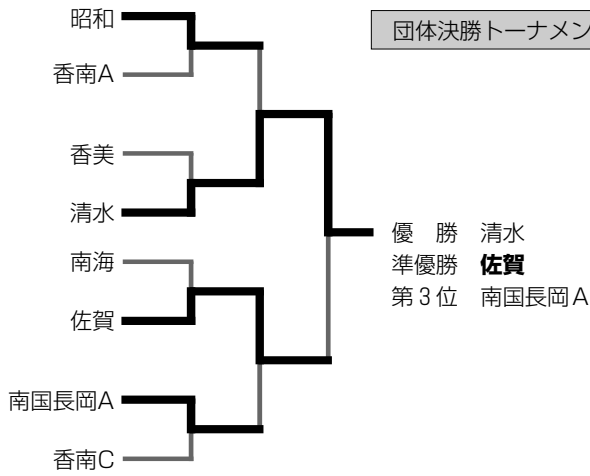 団体決勝トーナメン
昭和
香南A
香美
清水
南海
佐賀
南国長岡A
香南C
優　勝　清水
準優勝　佐賀
第3位　南国長岡A